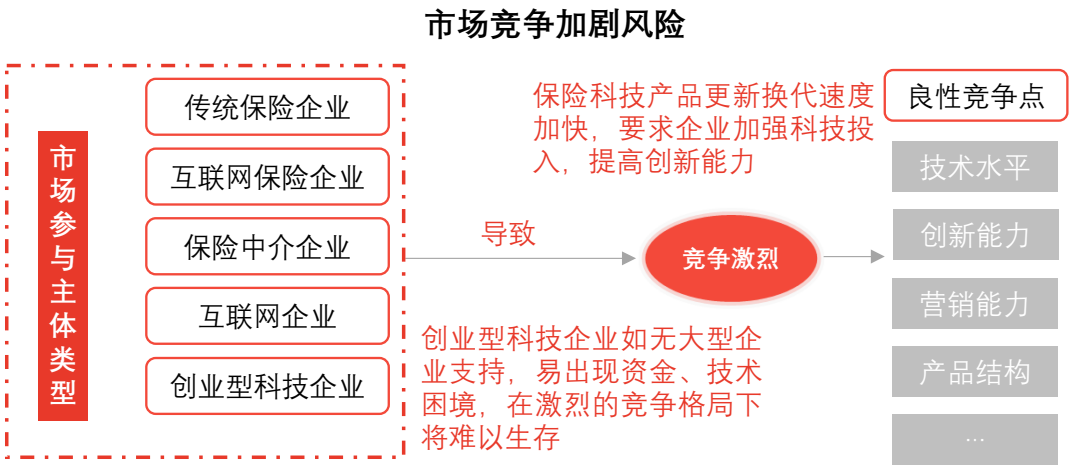 市场竞争加剧风险
市场参与主体类型
传统保险企业
互联网保险企业
保险中介企业
互联网企业
创业型科技企业
导致
保险科技产品更新换代速度
加快，要求企业加强科技投
入，提高创新能力
竞争激烈
创业型科技企业如无大型企
业支持，易出现资金、技术
困境，在激烈的竞争格局下
将难以生存
良性竞争点
技术水平
创新能力
营销能力
产品结构
...